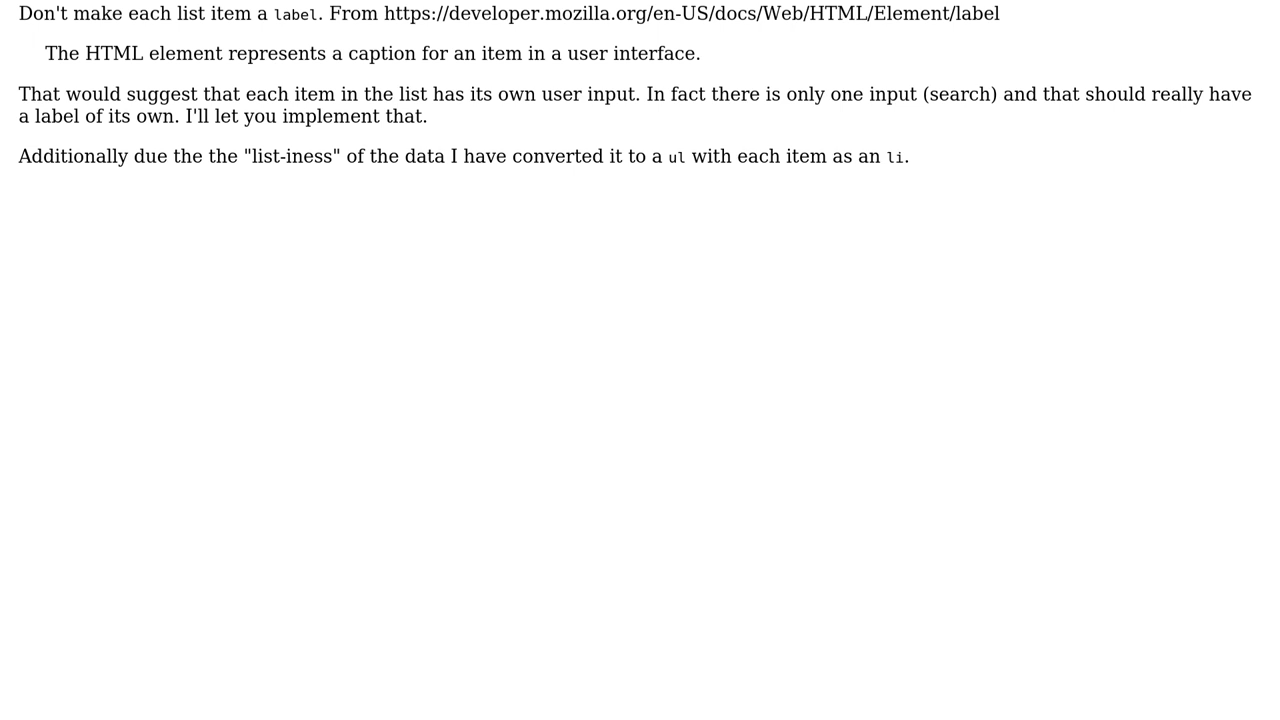 Don't make each list item a label. From https://developer.mozilla.org/en-US/docs/Web/HTML/Element/label
The HTML element represents a caption for an item in a user interface.
That would suggest that each item in the list has its own user input. In fact there is only one input (search) and that should really have
a label of its own. I'll let you implement that.
Additionally due the the "list-iness" of the data I have converted it to a ul with each item as an li.